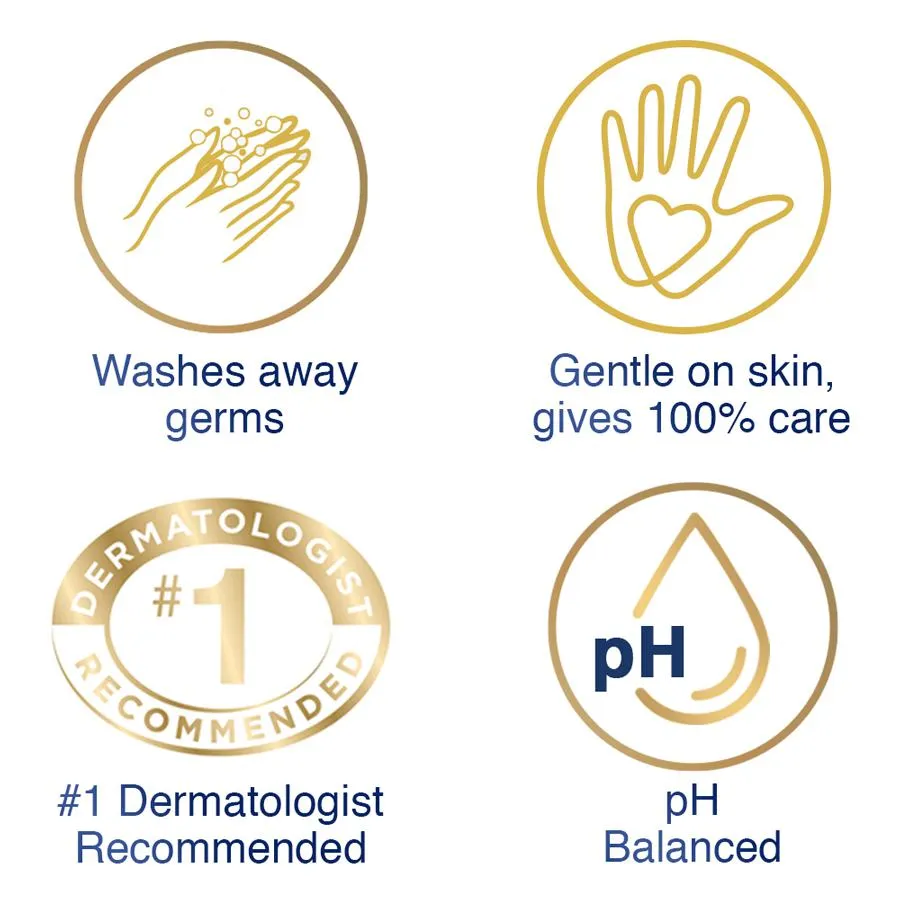 Washes away
germs
Gentle on skin,
gives 100% care
DERMATOLOGIST
#1
RECOMMENDED
#1 Dermatologist
Recommended
pH
pH
Balanced